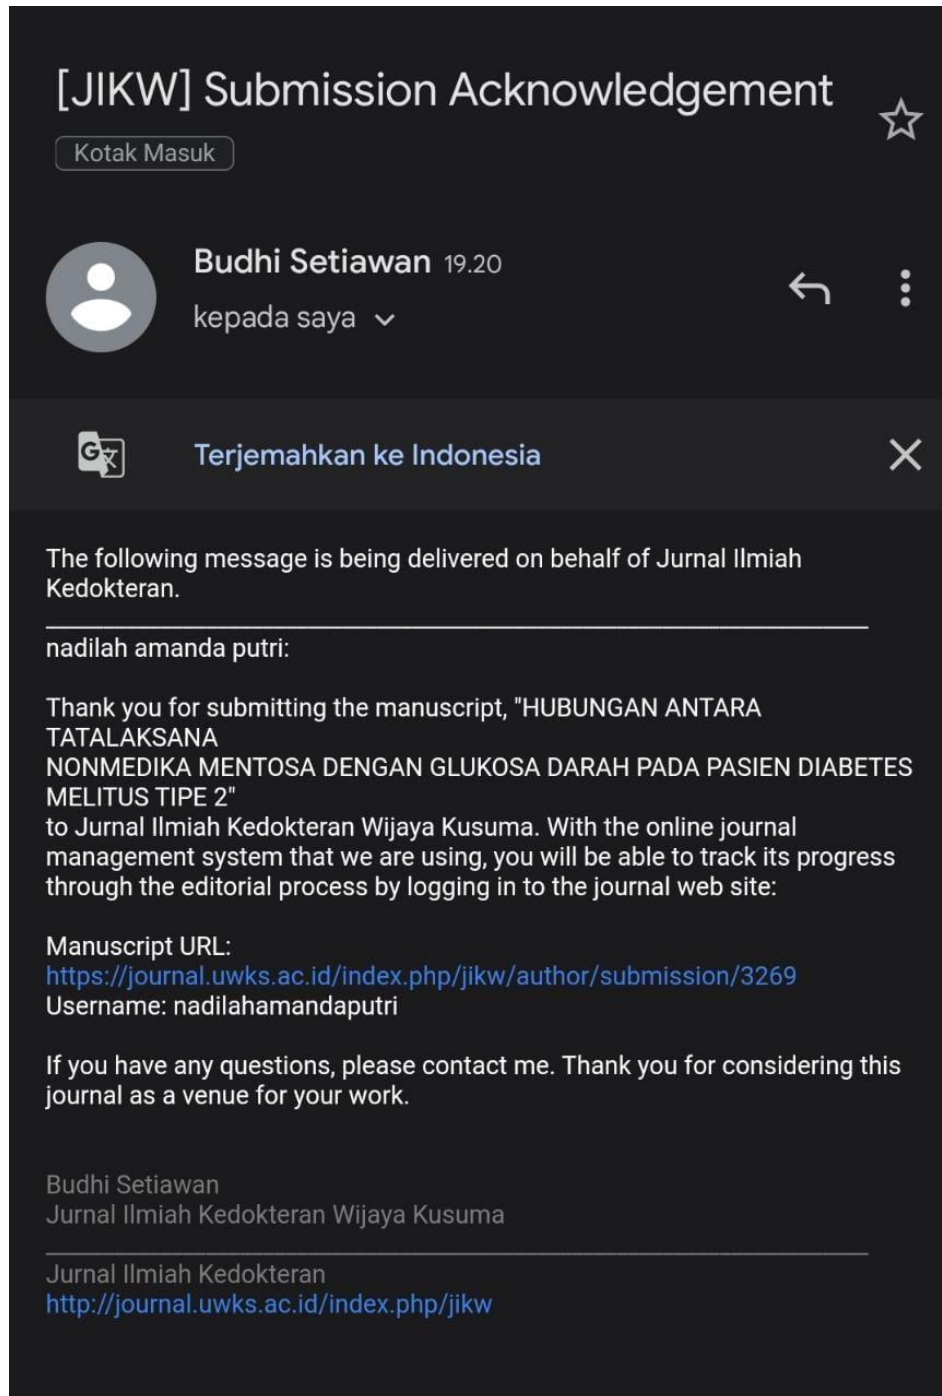 [JIKW] Submission Acknowledgement
Kotak Masuk
Budhi Setiawan 19.20
kepada saya
Terjemahkan ke Indonesia
The following message is being delivered on behalf of Jurnal Ilmiah
Kedokteran.
nadilah amanda putri:
Thank you for submitting the manuscript, "HUBUNGAN ANTARA
TATALAKSANA
NONMEDIKA MENTOSA DENGAN GLUKOSA DARAH PADA PASIEN DIABETES
MELITUS TIPE 2"
to Jurnal Ilmiah Kedokteran Wijaya Kusuma. With the online journal
management system that we are using, you will be able to track its progress
through the editorial process by logging in to the journal web site:
Manuscript URL:
https://journal.uwks.ac.id/index.php/jikw/author/submission/3269
Username: nadilahamandaputri
If you have any questions, please contact me. Thank you for considering this
journal as a venue for your work.
Budhi Setiawan
Jurnal Ilmiah Kedokteran Wijaya Kusuma
Jurnal Ilmiah Kedokteran
http://journal.uwks.ac.id/index.php/jikw